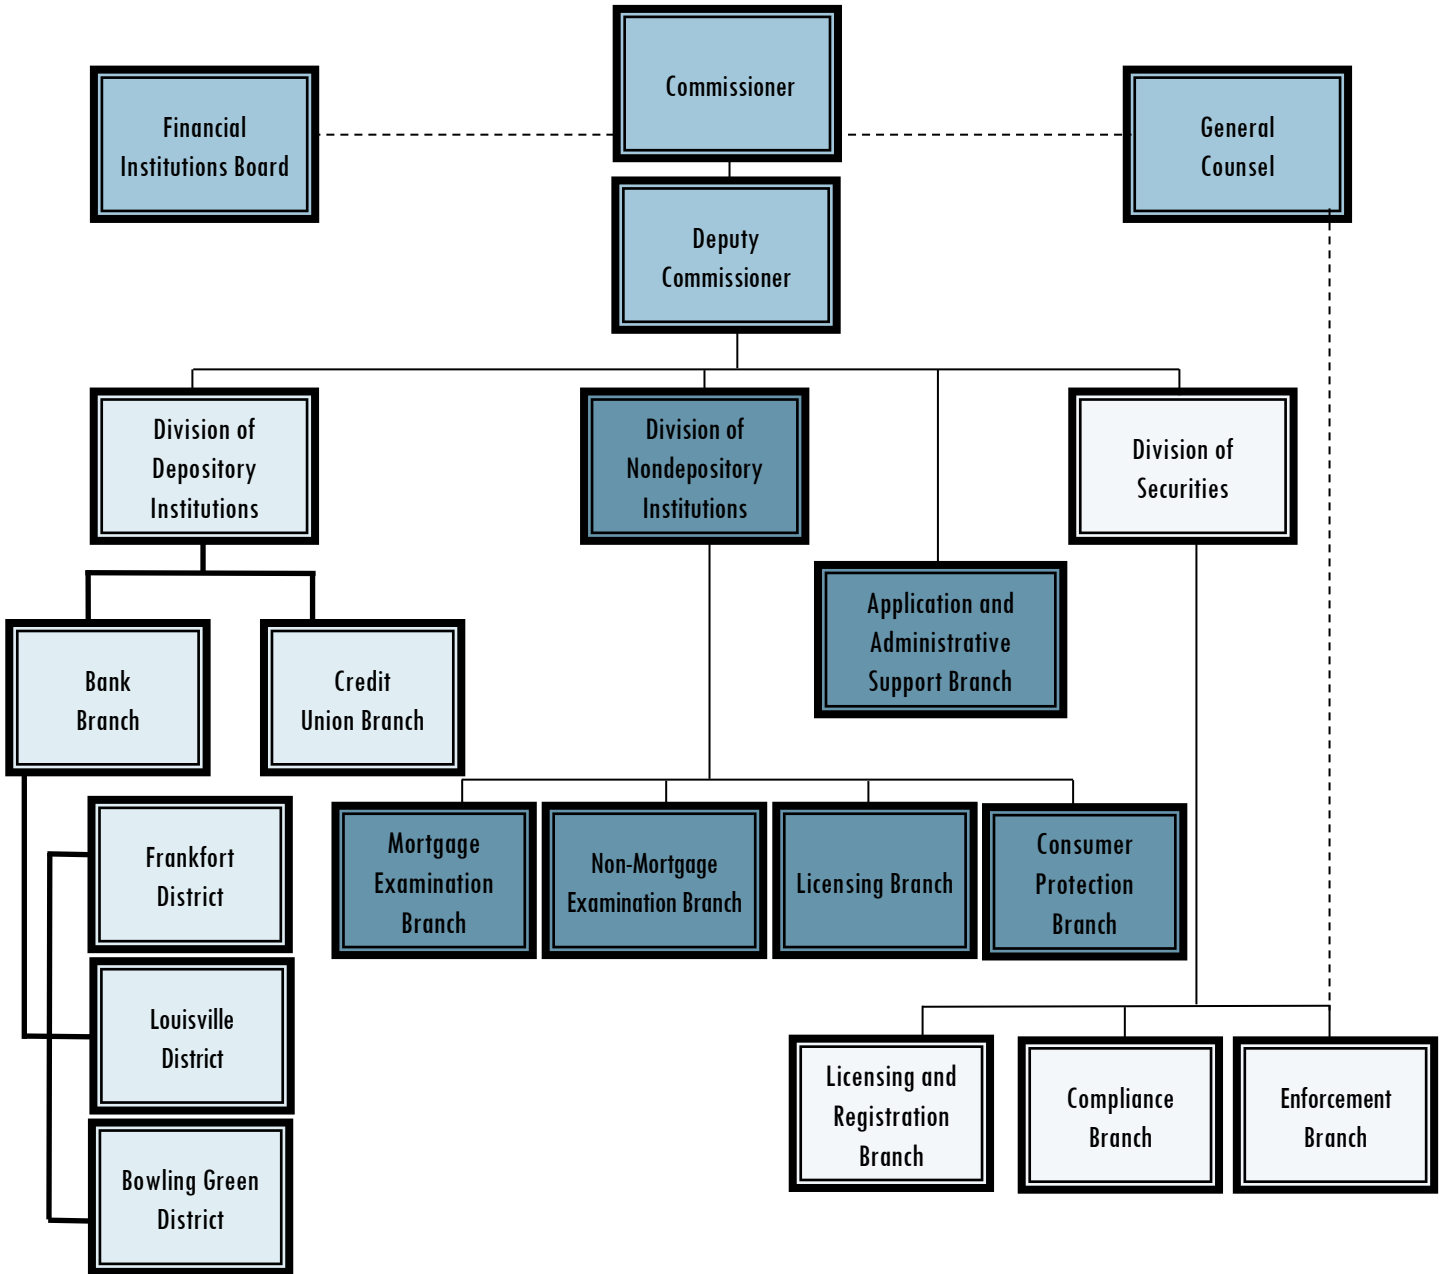 Commissioner
Financial
Institutions Board
General
Counsel
Deputy
Commissioner
Division of
Depository
Institutions
Division of
Nondepository
Institutions
Division of
Securities
Application and
Administrative
Support Branch
Bank
Branch
Credit
Union Branch
Mortgage
Examination
Branch
Non-Mortgage
Examination Branch
Licensing Branch
Consumer
Protection
Branch
Frankfort
District
Louisville
District
Bowling Green
District
Licensing and
Registration
Branch
Compliance
Branch
Enforcement
Branch